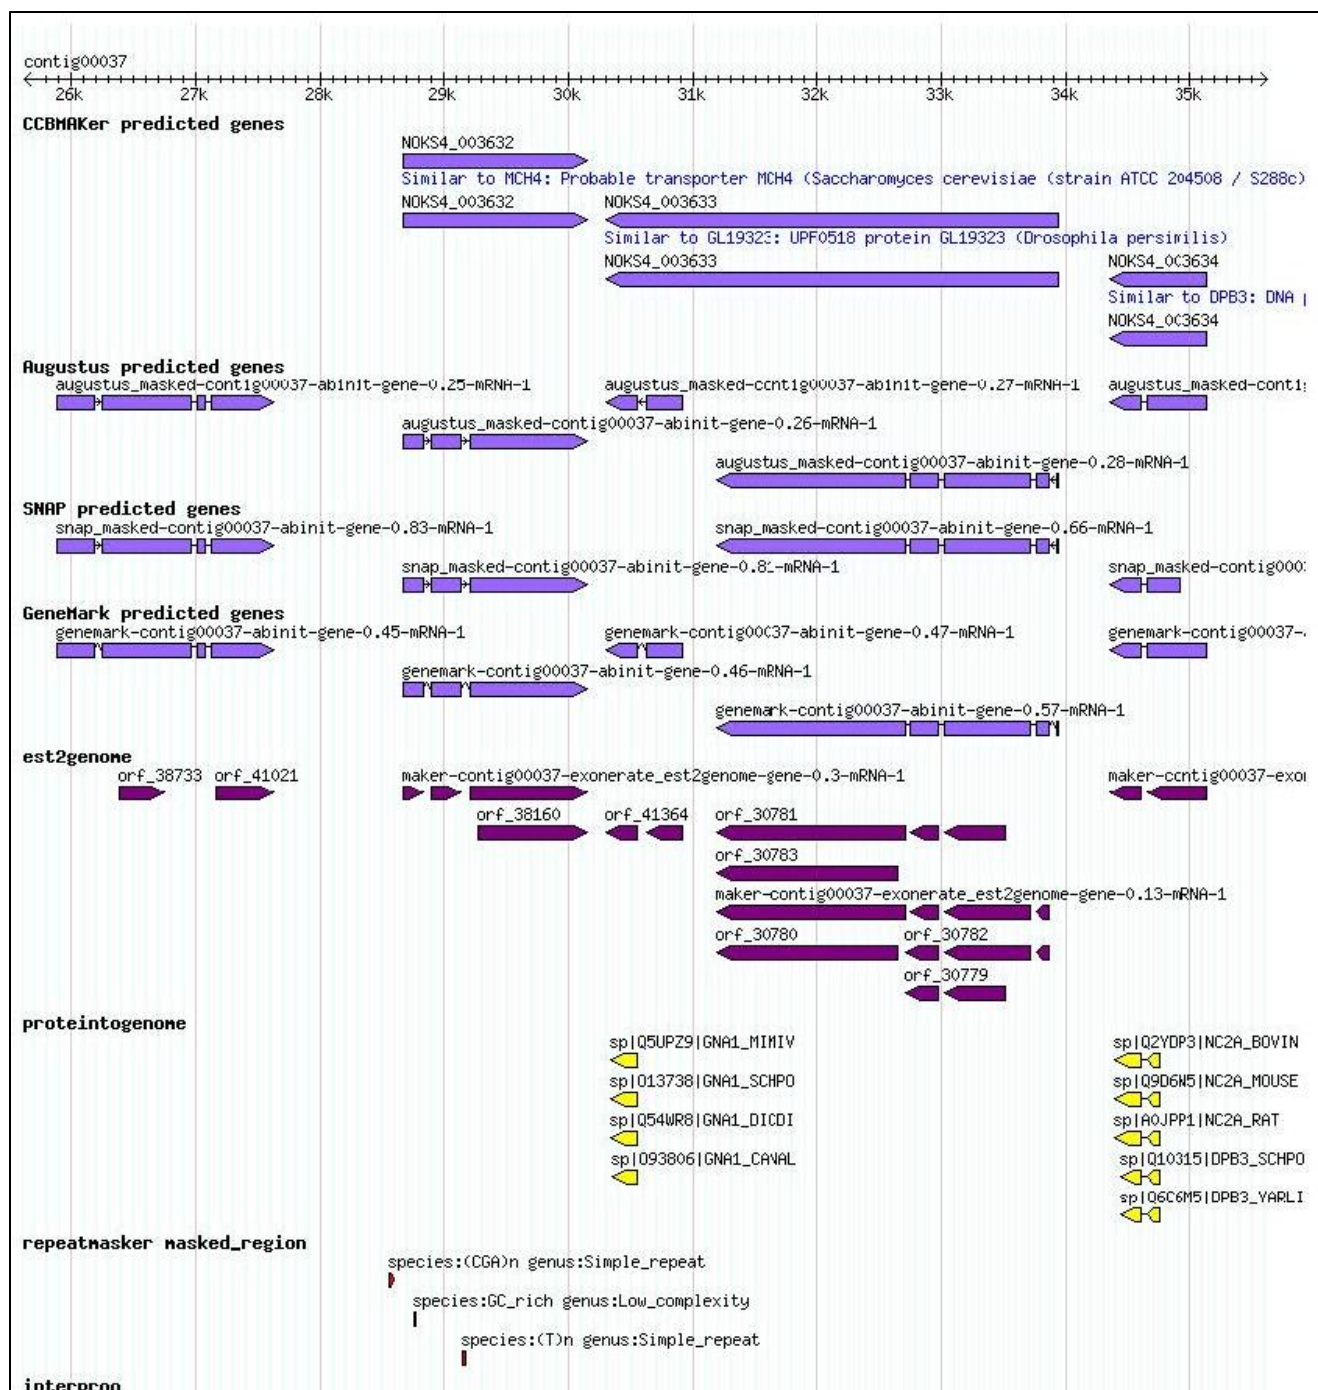 contig00037
26k 27k 28k 29k 30k 31k 32k 33k 34k 35k
CCBMAKer predicted genes
NOKS4_003632
Similar to MCH4: Probable transporter MCH4 (Saccharomyces cerevisiae (strain ATCC 204508 / S288c)
NOKS4_003632 NOKS4_003633
Similar to GL19323: UPF0518 protein GL19323 (Drosophila persimilis)
NOKS4_003633 NOKS4_003634
Similar to DPB3: DNA
NOKS4_003634
Augustus predicted genes
augustus_masked-contig00037-abinit-gene-0.25-mRNA-1 augustus_masked-contig00037-abinit-gene-0.27-mRNA-1 augustus_masked-conti
augustus_masked-contig00037-abinit-gene-0.26-mRNA-1
augustus_masked-contig00037-abinit-gene-0.28-mRNA-1
SNAP predicted genes
snap_masked-contig00037-abinit-gene-0.83-mRNA-1 snap_masked-contig00037-abinit-gene-0.66-mRNA-1
snap_masked-contig00037-abinit-gene-0.81-mRNA-1 snap_masked-contig000
GeneMark predicted genes
genemark-contig00037-abinit-gene-0.45-mRNA-1 genemark-contig00037-abinit-gene-0.47-mRNA-1 genemark-contig00037-
genemark-contig00037-abinit-gene-0.46-mRNA-1
genemark-contig00037-abinit-gene-0.57-mRNA-1
est2genome
orf_38733 orf_41021 maker-contig00037-exonerate_est2genome-gene-0.3-mRNA-1 maker-contig00037-exo
orf_38160 orf_41364 orf_30781
orf_30783
maker-contig00037-exonerate_est2genome-gene-0.13-mRNA-1
orf_30780 orf_30782
orf_30779
proteintogenome
sp|Q5UPZ9|GNA1_MIMIV sp|Q2YDP3|NC2A_BOVIN
sp|O13738|GNA1_SCHPO sp|Q9D6N5|NC2A_MOUSE
sp|Q54WR8|GNA1_DICDI sp|A0JPP1|NC2A_RAT
sp|O93806|GNA1_CANAL sp|Q10315|DPB3_SCHPO
sp|Q6C6M5|DPB3_YARLI
repeatmasker masked_region
species:(CGA)n genus:Simple_repeat
species:GC_rich genus:Low_complexity
species:(T)n genus:Simple_repeat
interpro